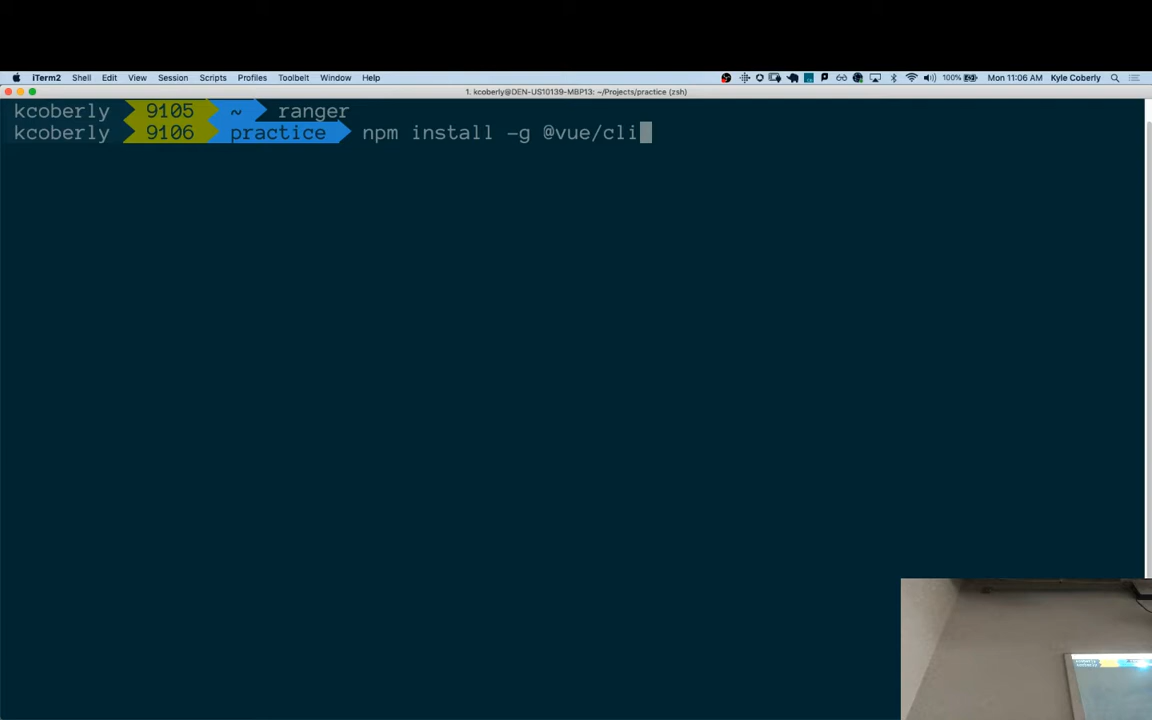 iTerm2 Shell Edit View Session Scripts Profiles Toolbelt Window Help 100% Mon 11:06 AM Kyle Coberly
1. kcoberly@DEN-US10139-MBP13: ~/Projects/practice (zsh)
kcoberly 9105 ~ ranger
kcoberly 9106 practice npm install -g @vue/cli